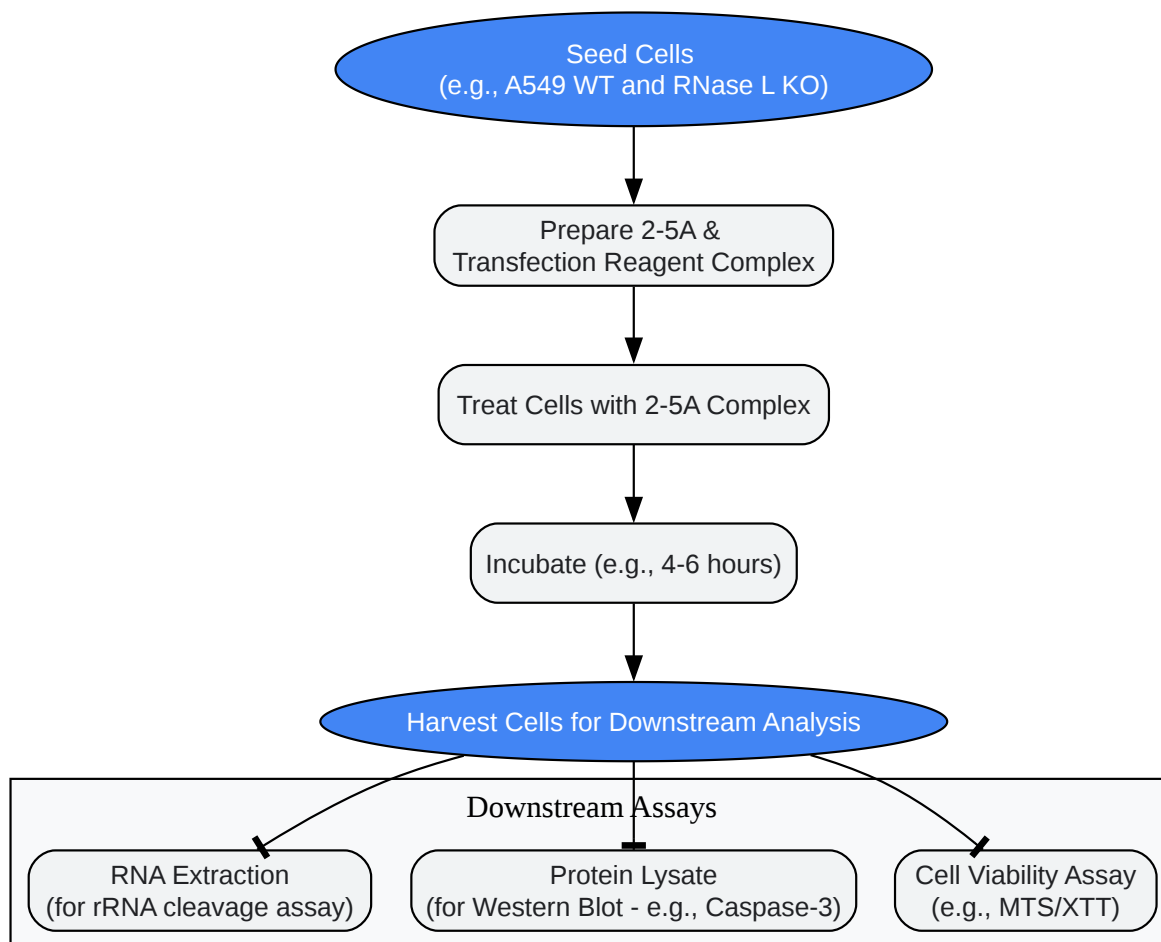 Seed Cells
(e.g., A549 WT and RNase L KO)
Prepare 2-5A &
Transfection Reagent Complex
Treat Cells with 2-5A Complex
Incubate (e.g., 4-6 hours)
Harvest Cells for Downstream Analysis
Downstream Assays
RNA Extraction
(for rRNA cleavage assay)
Protein Lysate
(for Western Blot - e.g., Caspase-3)
Cell Viability Assay
(e.g., MTS/XTT)